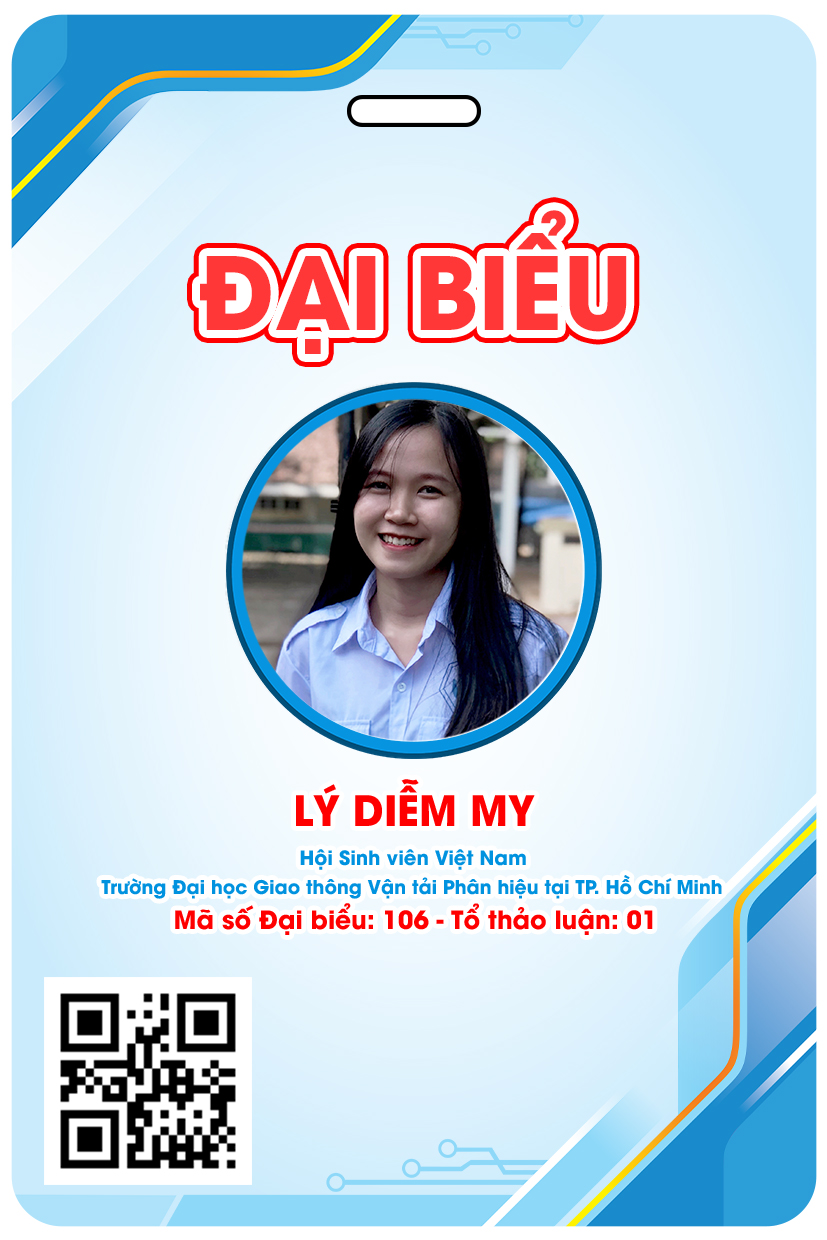 ĐẠI BIỂU
LÝ DIỄM MY
Hội Sinh viên Việt Nam
Trường Đại học Giao thông Vận tải Phân hiệu tại TP. Hồ Chí Minh
Mã số Đại biểu: 106 - Tổ thảo luận: 01